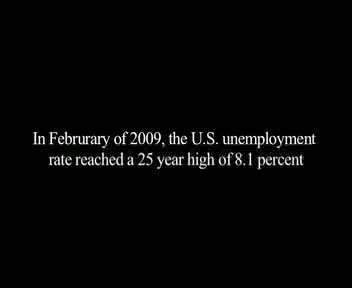 In Februrary of 2009, the U.S. unemployment
rate reached a 25 year high of 8.1 percent